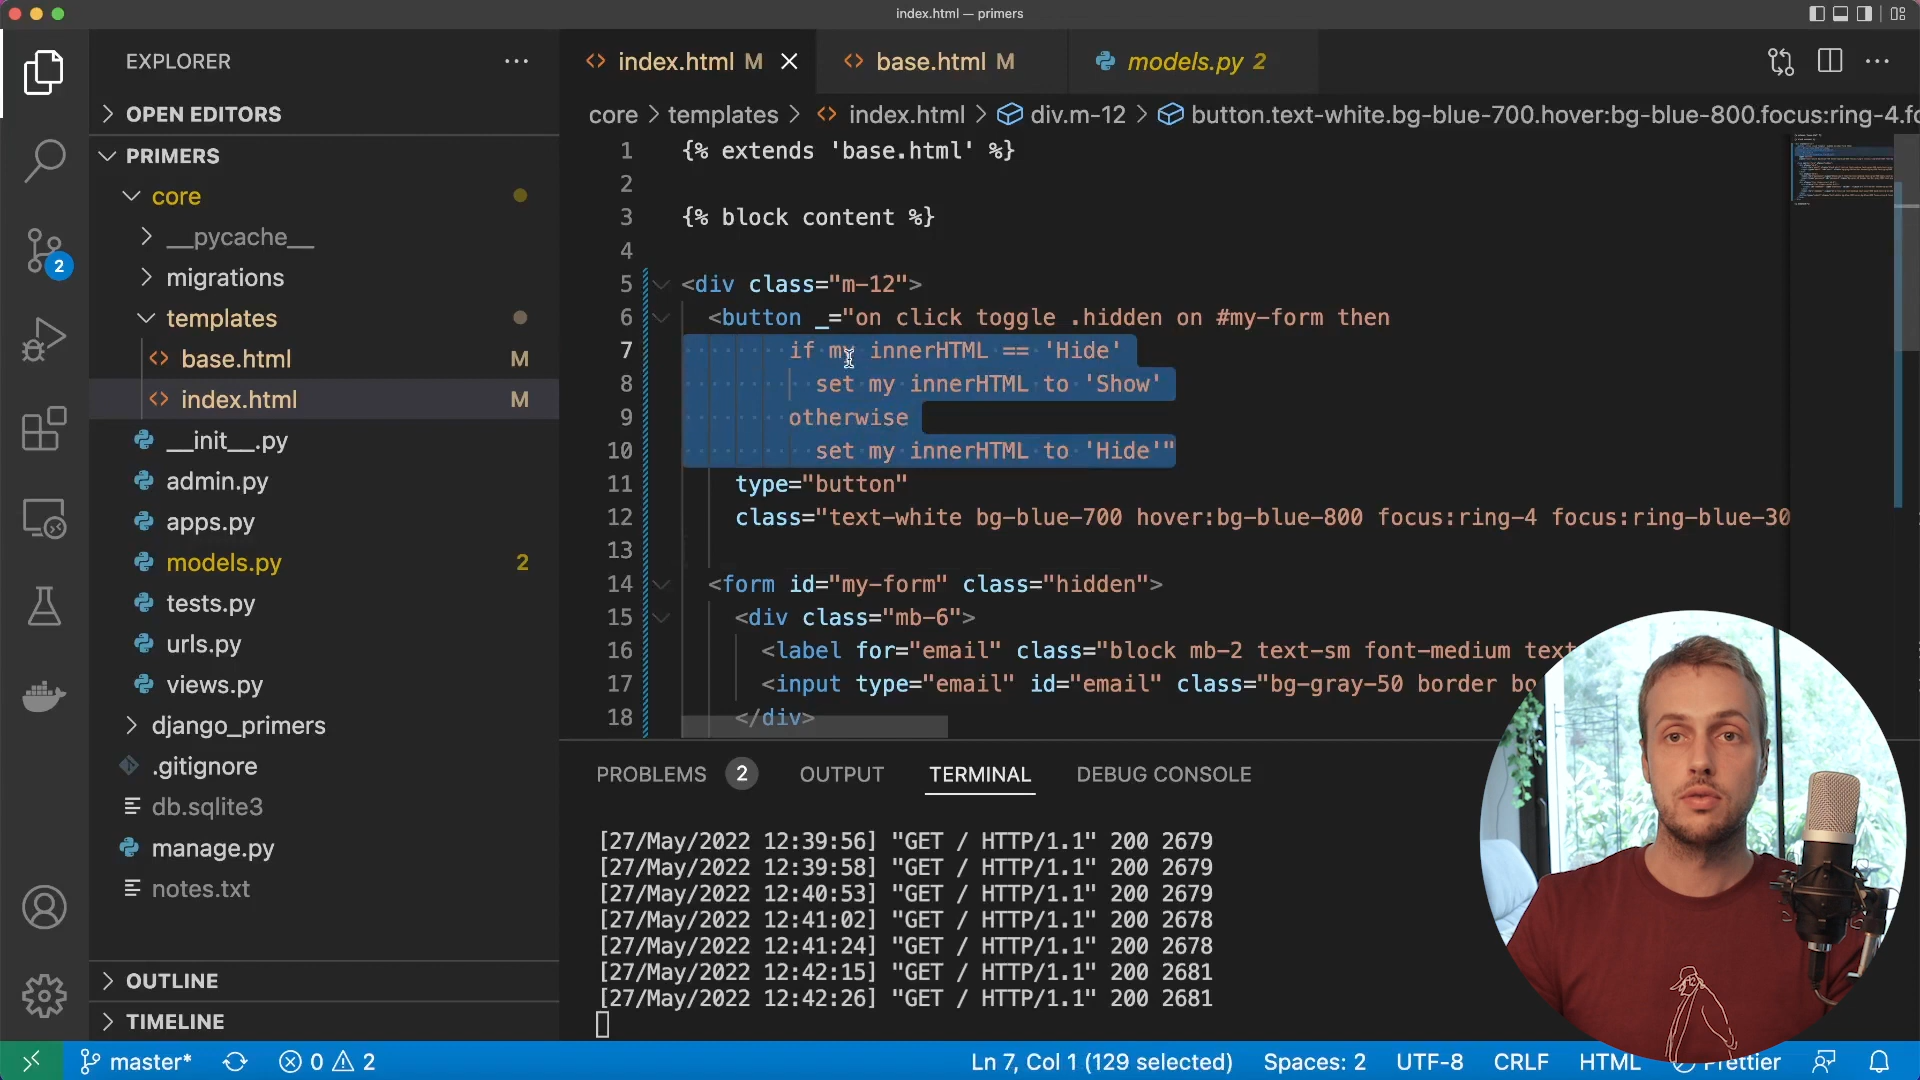 index.html — primers
EXPLORER
OPEN EDITORS
PRIMERS
core
__pycache__
migrations
templates
base.html M
index.html M
__init__.py
admin.py
apps.py
models.py 2
tests.py
urls.py
views.py
django_primers
.gitignore
db.sqlite3
manage.py
notes.txt
OUTLINE
TIMELINE
2
index.html M
base.html M
models.py 2
core > templates > index.html > div.m-12 > button.text-white.bg-blue-700.hover:bg-blue-800.focus:ring-4.fo
1 {% extends 'base.html' %}
2
3 {% block content %}
4
5 <div class="m-12">
6 <button _="on click toggle .hidden on #my-form then
7 if my innerHTML == 'Hide'
8 set my innerHTML to 'Show'
9 otherwise
10 set my innerHTML to 'Hide'"
11 type="button"
12 class="text-white bg-blue-700 hover:bg-blue-800 focus:ring-4 focus:ring-blue-30
13
14 <form id="my-form" class="hidden">
15 <div class="mb-6">
16 <label for="email" class="block mb-2 text-sm font-medium text
17 <input type="email" id="email" class="bg-gray-50 border bo
18 </div>
PROBLEMS 2 OUTPUT TERMINAL DEBUG CONSOLE
[27/May/2022 12:39:56] "GET / HTTP/1.1" 200 2679
[27/May/2022 12:39:58] "GET / HTTP/1.1" 200 2679
[27/May/2022 12:40:53] "GET / HTTP/1.1" 200 2679
[27/May/2022 12:41:02] "GET / HTTP/1.1" 200 2678
[27/May/2022 12:41:24] "GET / HTTP/1.1" 200 2678
[27/May/2022 12:42:15] "GET / HTTP/1.1" 200 2681
[27/May/2022 12:42:26] "GET / HTTP/1.1" 200 2681
master* 0 2 Ln 7, Col 1 (129 selected) Spaces: 2 UTF-8 CRLF HTML Prettier